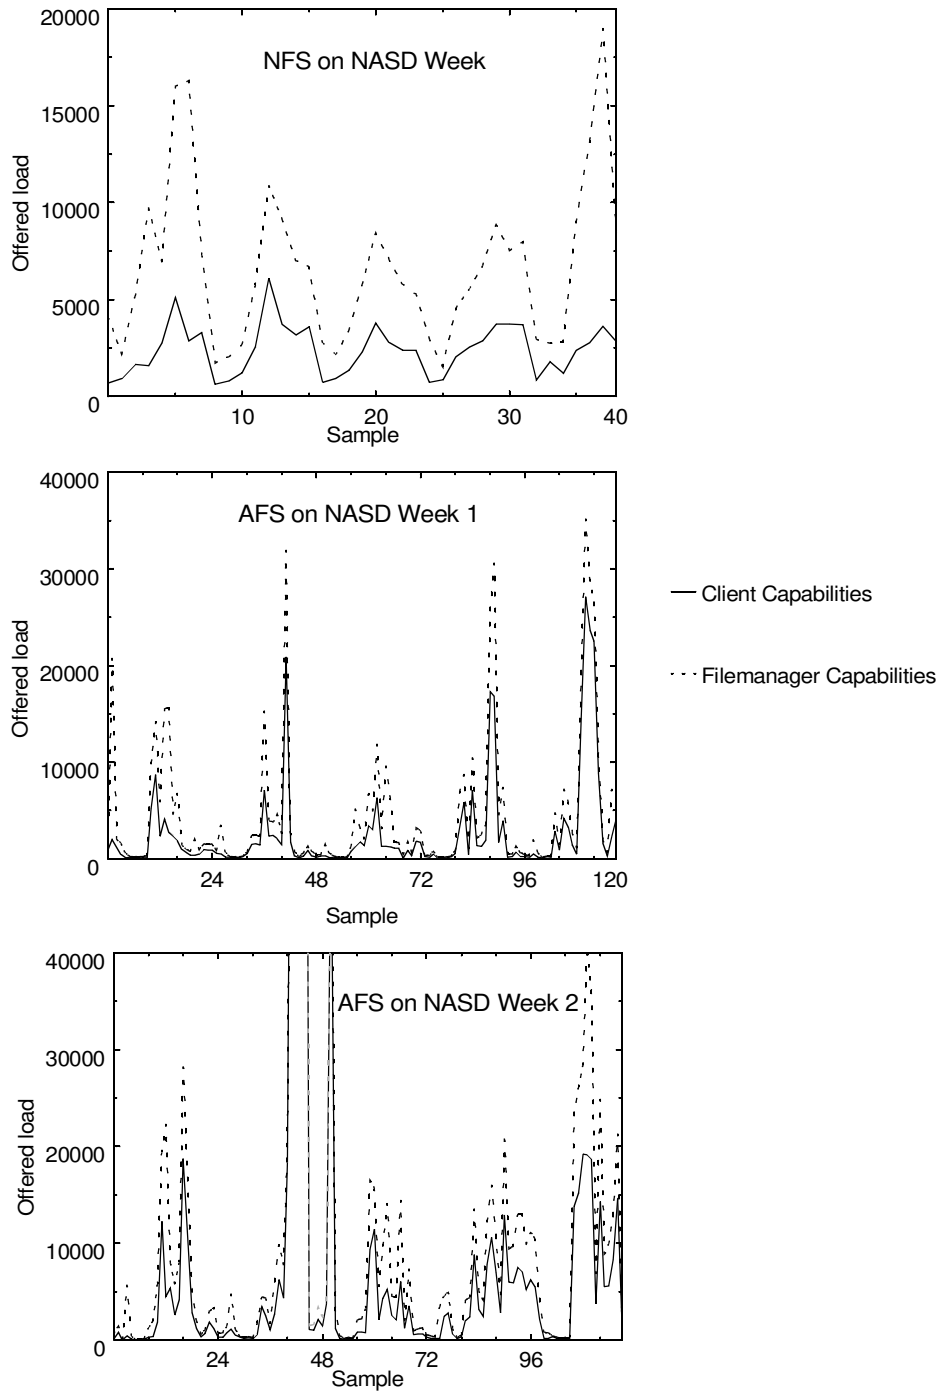 20000
NFS on NASD Week
15000
10000
5000
0
Offered load
10
20
30
40
Sample
40000
AFS on NASD Week 1
30000
20000
10000
0
Offered load
24
48
72
96
120
Sample
Client Capabilities
Filemanager Capabilities
40000
AFS on NASD Week 2
30000
20000
10000
0
Offered load
24
48
72
96
Sample